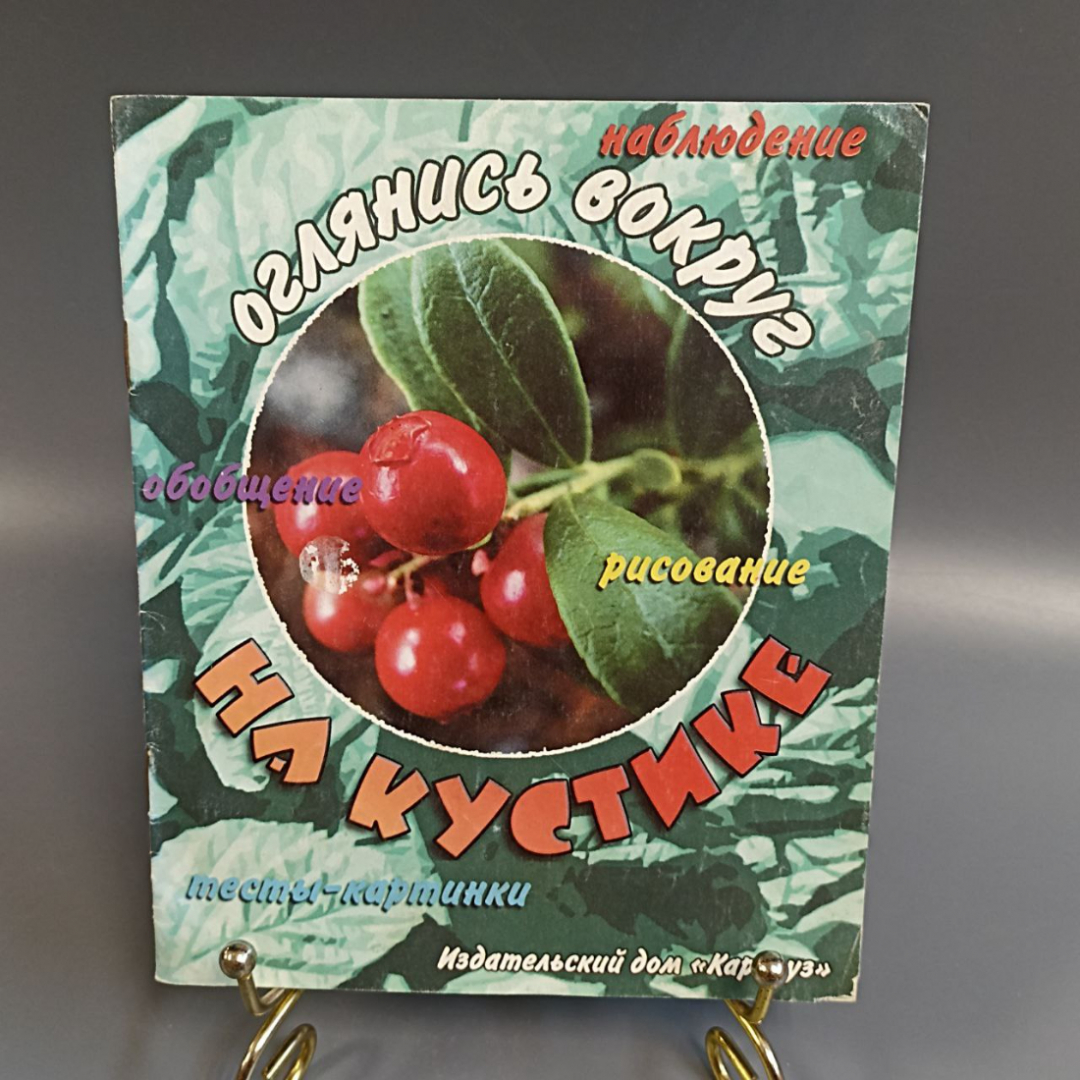 наблюдение
оглянись вокруг
обобщение
рисование
НА КУСТИКЕ
тесты-картинки
Издательский дом